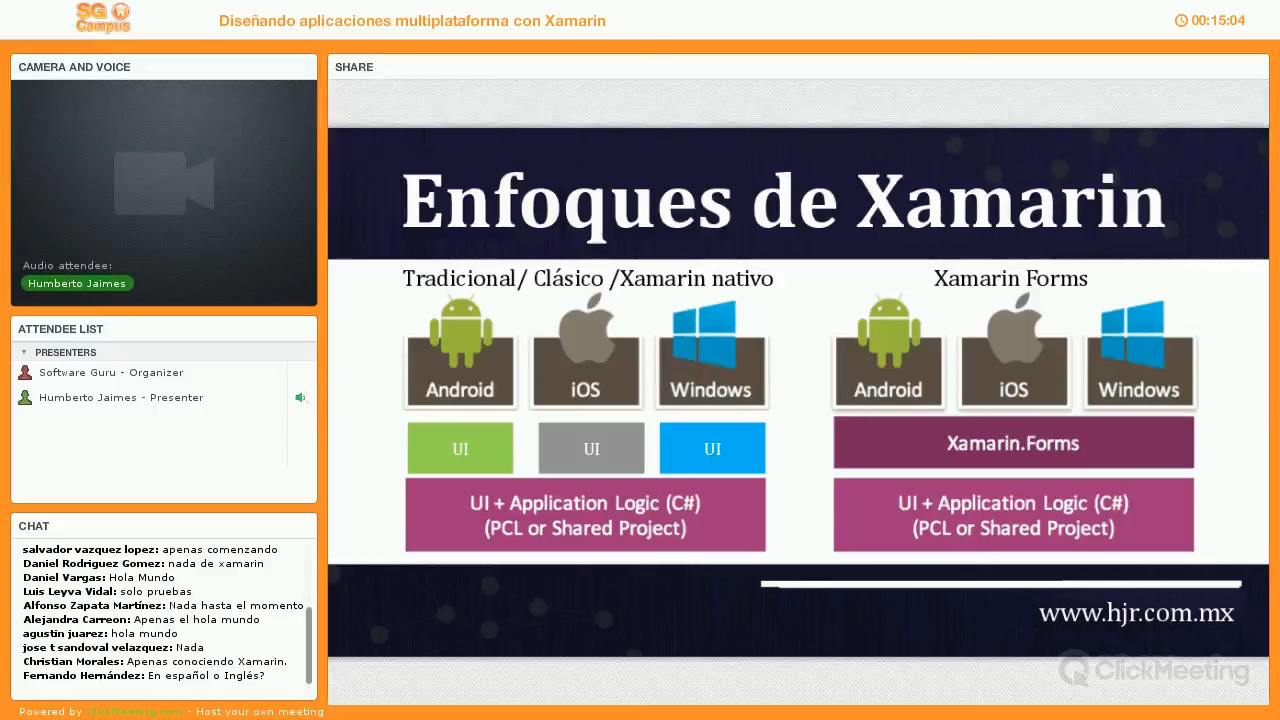 SG Campus
Diseñando aplicaciones multiplataforma con Xamarin
00:15:04
CAMERA AND VOICE
Audio attendee:
Humberto Jaimes
ATTENDEE LIST
PRESENTERS
Software Guru - Organizer
Humberto Jaimes - Presenter
CHAT
salvador vazquez lopez: apenas comenzando
Daniel Rodriguez Gomez: nada de xamarin
Daniel Vargas: Hola Mundo
Luis Leyva Vidal: solo pruebas
Alfonso Zapata Martínez: Nada hasta el momento
Alejandra Carreon: Apenas el hola mundo
agustin juarez: hola mundo
jose t sandoval velazquez: Nada
Christian Morales: Apenas conociendo Xamarin.
Fernando Hernández: En español o Inglés?
Powered by ClickMeeting.com - Host your own meeting
SHARE
Enfoques de Xamarin
Tradicional/ Clásico /Xamarin nativo
Android
iOS
Windows
UI
UI
UI
UI + Application Logic (C#)
(PCL or Shared Project)
Xamarin Forms
Android
iOS
Windows
Xamarin.Forms
UI + Application Logic (C#)
(PCL or Shared Project)
www.hjr.com.mx
ClickMeeting